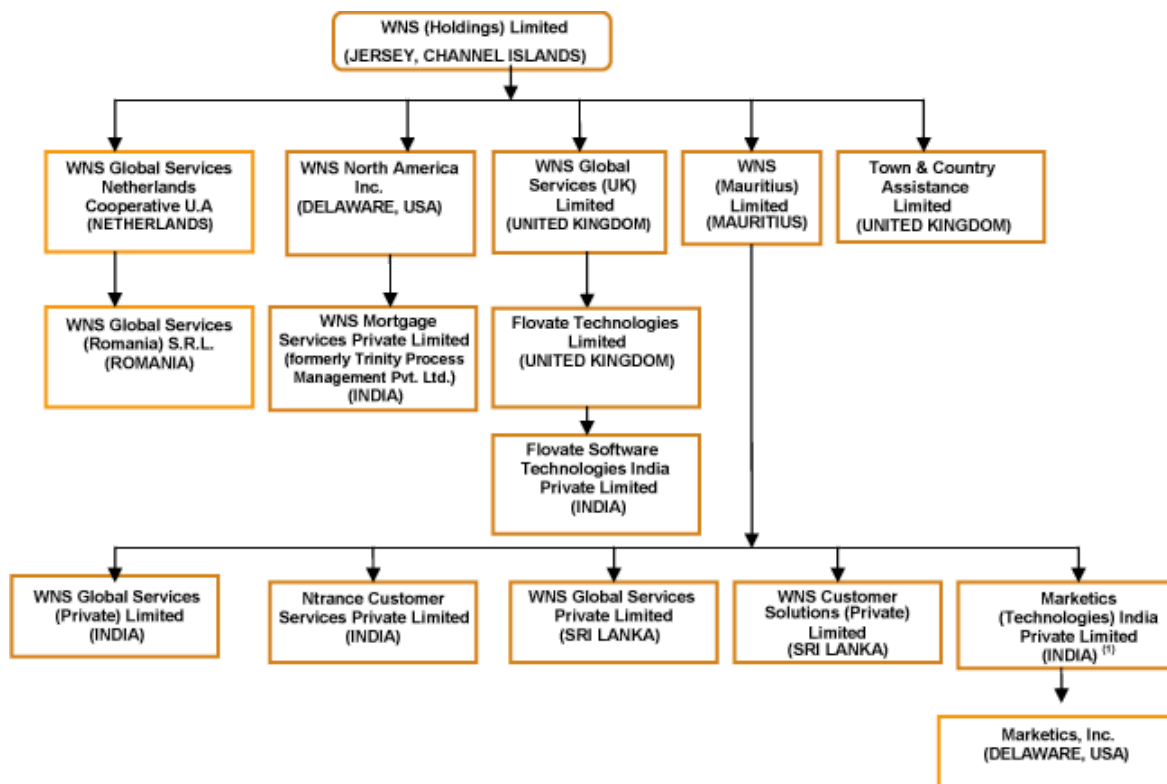 WNS (Holdings) Limited
(JERSEY, CHANNEL ISLANDS)
WNS Global Services
Netherlands
Cooperative U.A
(NETHERLANDS)
WNS North America
Inc.
(DELAWARE, USA)
WNS Global
Services (UK)
Limited
(UNITED KINGDOM)
WNS
(Mauritius)
Limited
(MAURITIUS)
Town & Country
Assistance
Limited
(UNITED KINGDOM)
WNS Global Services
(Romania) S.R.L.
(ROMANIA)
WNS Mortgage
Services Private Limited
(formerly Trinity Process
Management Pvt. Ltd.)
(INDIA)
Flovate Technologies
Limited
(UNITED KINGDOM)
Flovate Software
Technologies India
Private Limited
(INDIA)
WNS Global Services
(Private) Limited
(INDIA)
Ntrance Customer
Services Private Limited
(INDIA)
WNS Global Services
Private Limited
(SRI LANKA)
WNS Customer
Solutions (Private)
Limited
(SRI LANKA)
Marketics
(Technologies) India
Private Limited
(INDIA) (1)
Marketics, Inc.
(DELAWARE, USA)